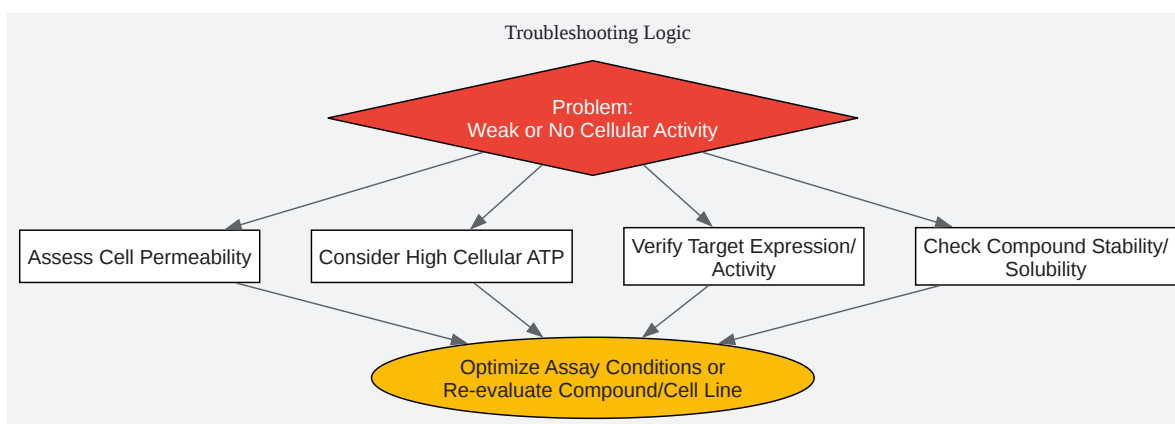 Troubleshooting Logic
Problem:
Weak or No Cellular Activity
Assess Cell Permeability
Consider High Cellular ATP
Verify Target Expression/
Activity
Check Compound Stability/
Solubility
Optimize Assay Conditions or
Re-evaluate Compound/Cell Line